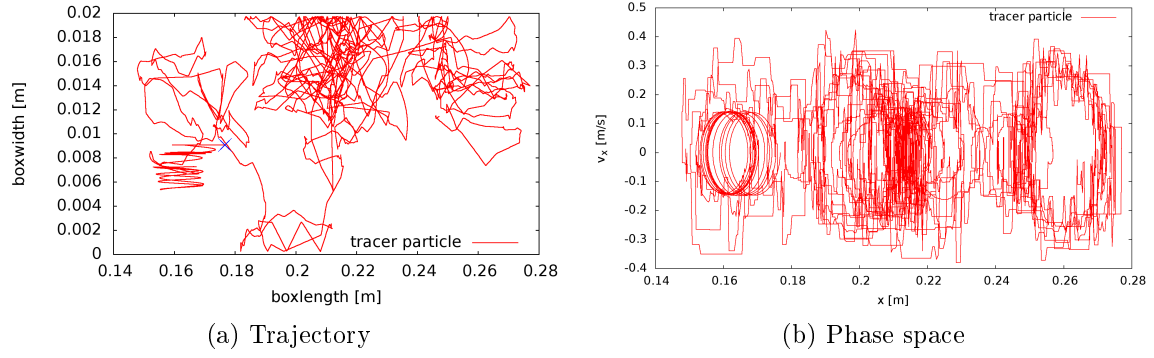 0.02
0.018
0.016
0.014
0.012
0.01
0.008
0.006
0.004
0.002
0
boxwidth [m]
0.14 0.16 0.18 0.2 0.22 0.24 0.26 0.28
boxlength [m]
tracer particle
(a) Trajectory
0.5
0.4
0.3
0.2
0.1
0
-0.1
-0.2
-0.3
-0.4
vx [m/s]
0.14 0.16 0.18 0.2 0.22 0.24 0.26 0.28
x [m]
tracer particle
(b) Phase space